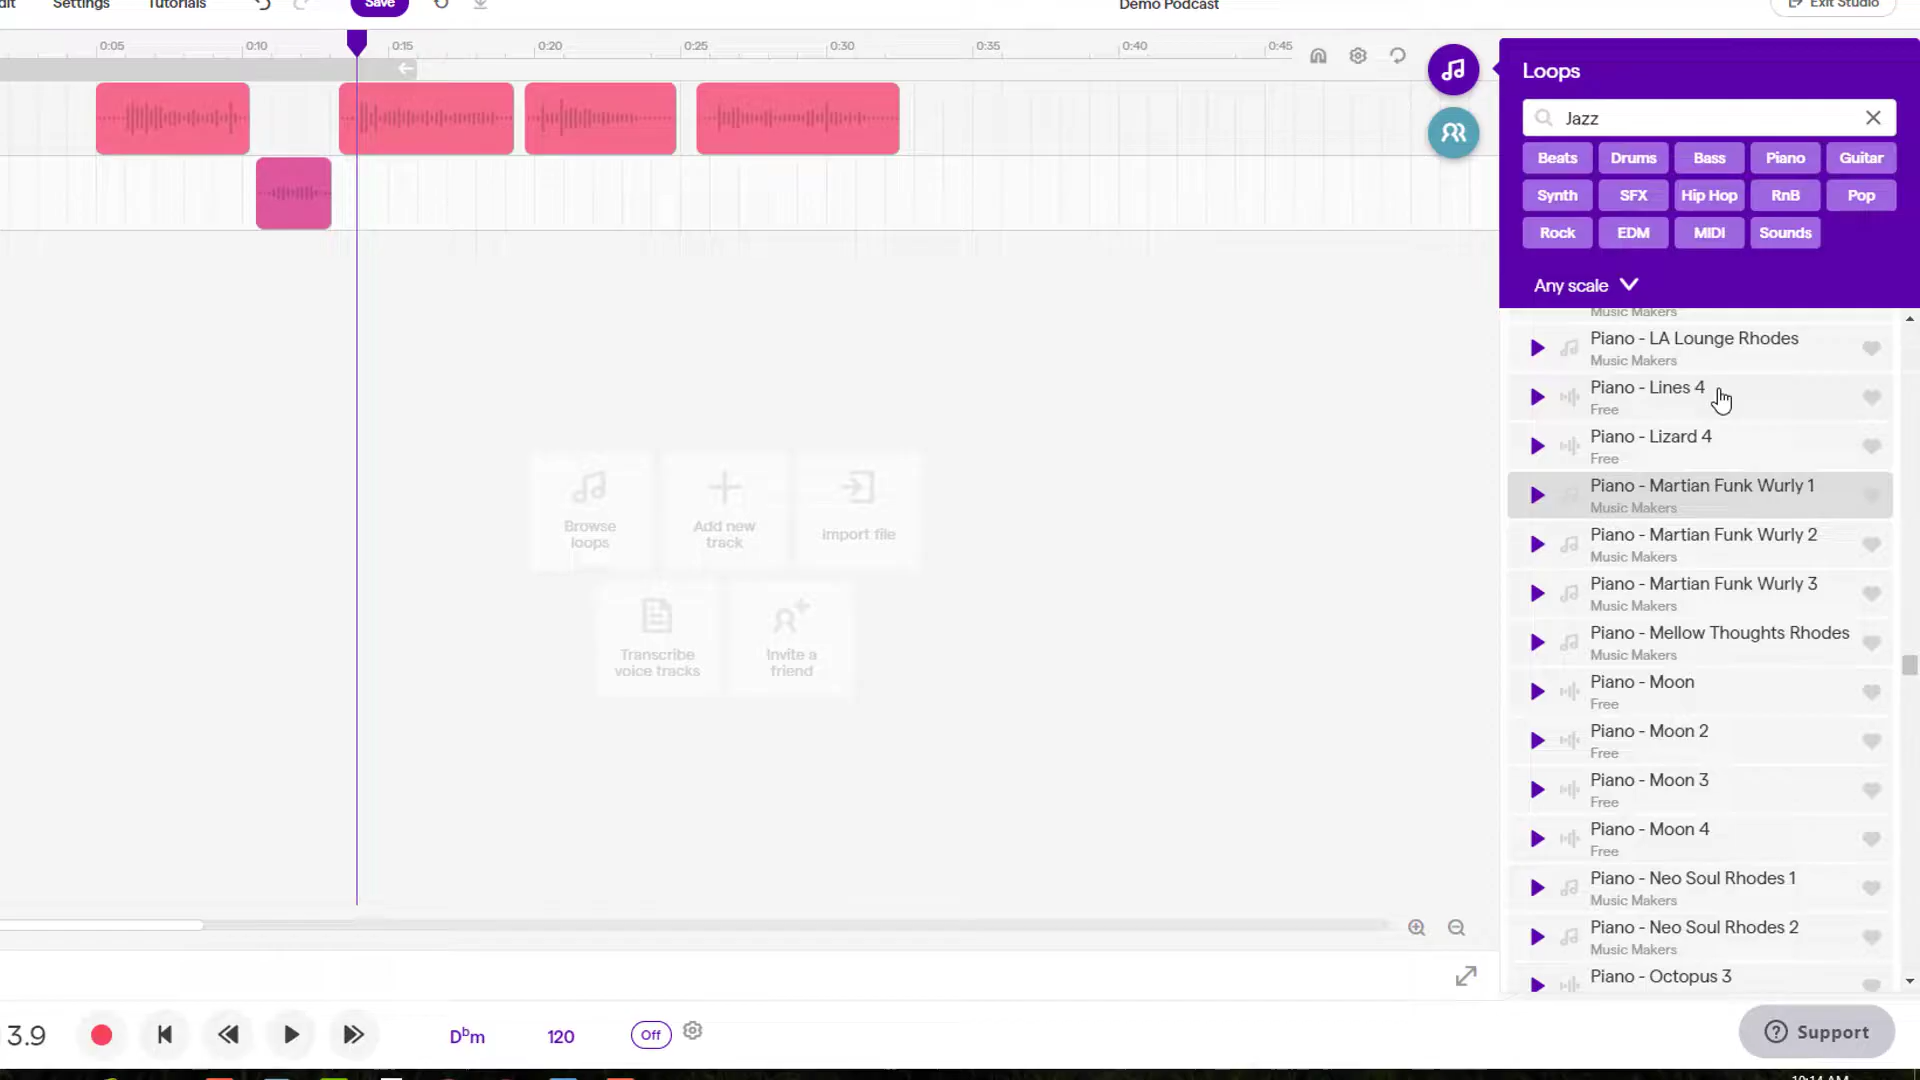 Settings
Tutorials
Save
Demo Podcast
Exit Studio
0:05
0:10
0:15
0:20
0:25
0:30
0:35
0:40
0:45
Loops
Jazz
Beats
Drums
Bass
Piano
Guitar
Synth
SFX
Hip Hop
RnB
Pop
Rock
EDM
MIDI
Sounds
Any scale
Music Makers
Piano - LA Lounge Rhodes
Music Makers
Piano - Lines 4
Free
Piano - Lizard 4
Free
Piano - Martian Funk Wurly 1
Music Makers
Piano - Martian Funk Wurly 2
Music Makers
Piano - Martian Funk Wurly 3
Music Makers
Piano - Mellow Thoughts Rhodes
Music Makers
Piano - Moon
Free
Piano - Moon 2
Free
Piano - Moon 3
Free
Piano - Moon 4
Free
Piano - Neo Soul Rhodes 1
Music Makers
Piano - Neo Soul Rhodes 2
Music Makers
Piano - Octopus 3
Browse
loops
Add new
track
Import file
Transcribe
voice tracks
Invite a
friend
3.9
Dbm
120
Off
Support